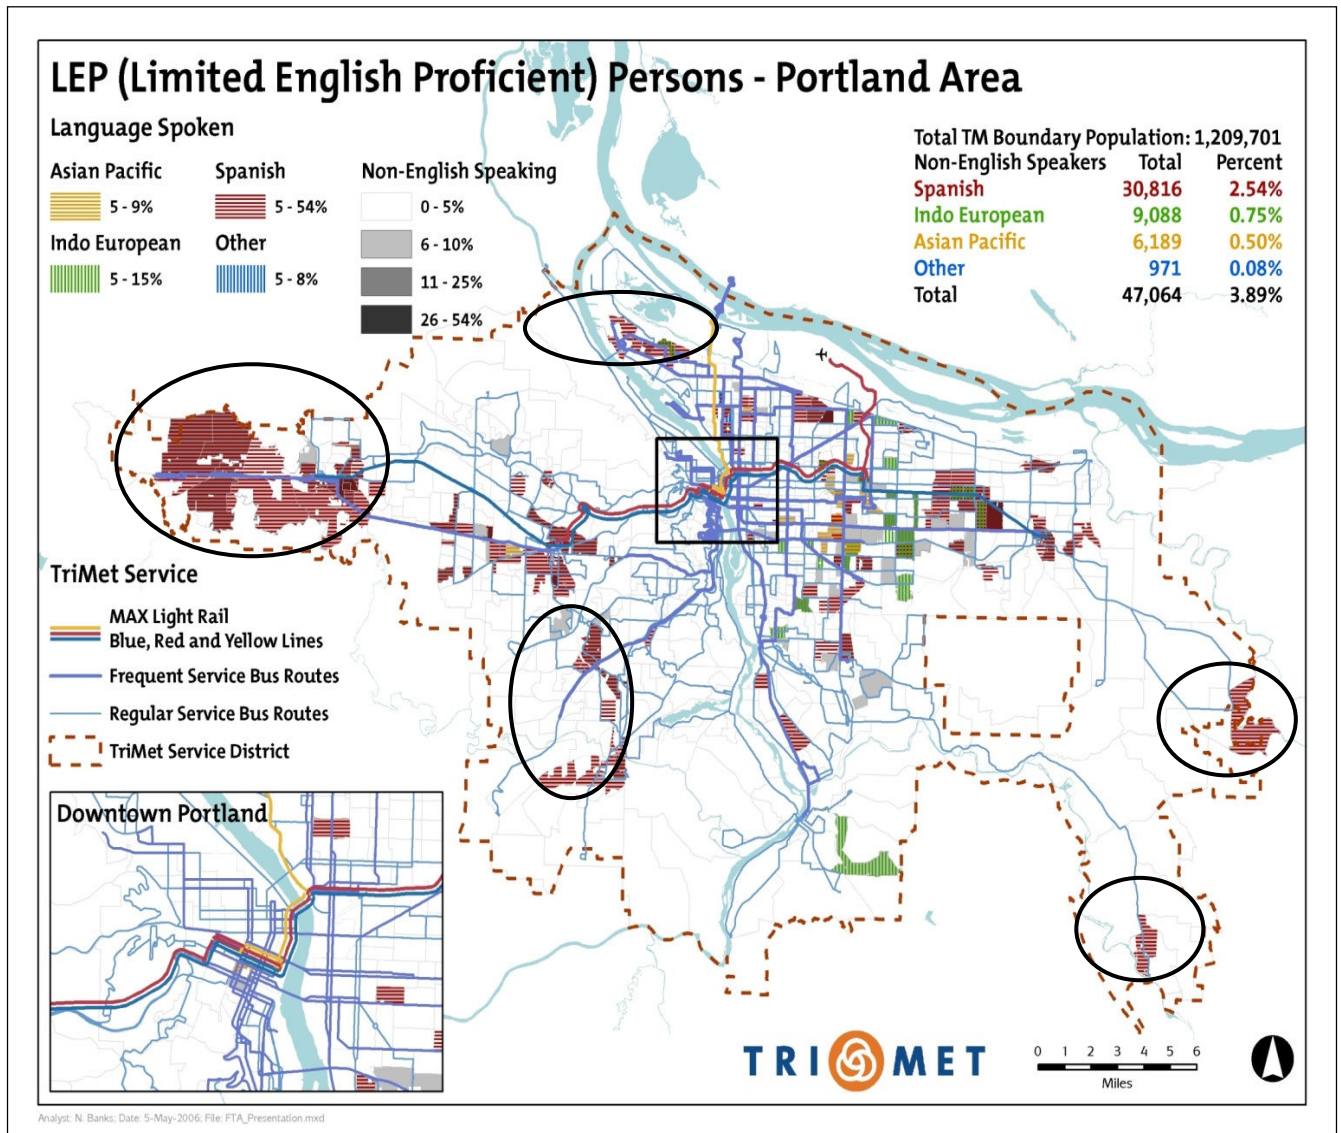 LEP (Limited English Proficient) Persons - Portland Area
Language Spoken
Asian Pacific
5 - 9%
Spanish
5 - 54%
Indo European
5 - 15%
Other
5 - 8%
Non-English Speaking
0 - 5%
6 - 10%
11 - 25%
26 - 54%
Total TM Boundary Population: 1,209,701
Non-English Speakers Total Percent
Spanish 30,816 2.54%
Indo European 9,088 0.75%
Asian Pacific 6,189 0.50%
Other 971 0.08%
Total 47,064 3.89%
TriMet Service
MAX Light Rail
Blue, Red and Yellow Lines
Frequent Service Bus Routes
Regular Service Bus Routes
TriMet Service District
Downtown Portland
TRI MET
0 1 2 3 4 5 6
Miles
Analyst: N. Banks; Date: 5-May-2006; File: FTA_Presentation.mxd